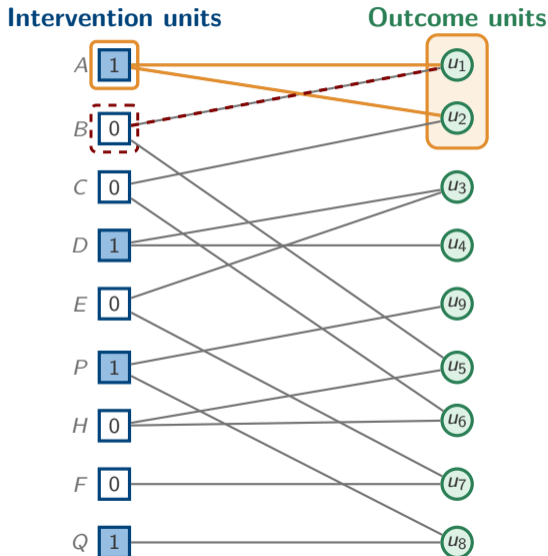 Intervention units Outcome units
A 1 u1
B 0 u2
C 0 u3
D 1 u4
E 0 u9
P 1 u5
H 0 u6
F 0 u7
Q 1 u8